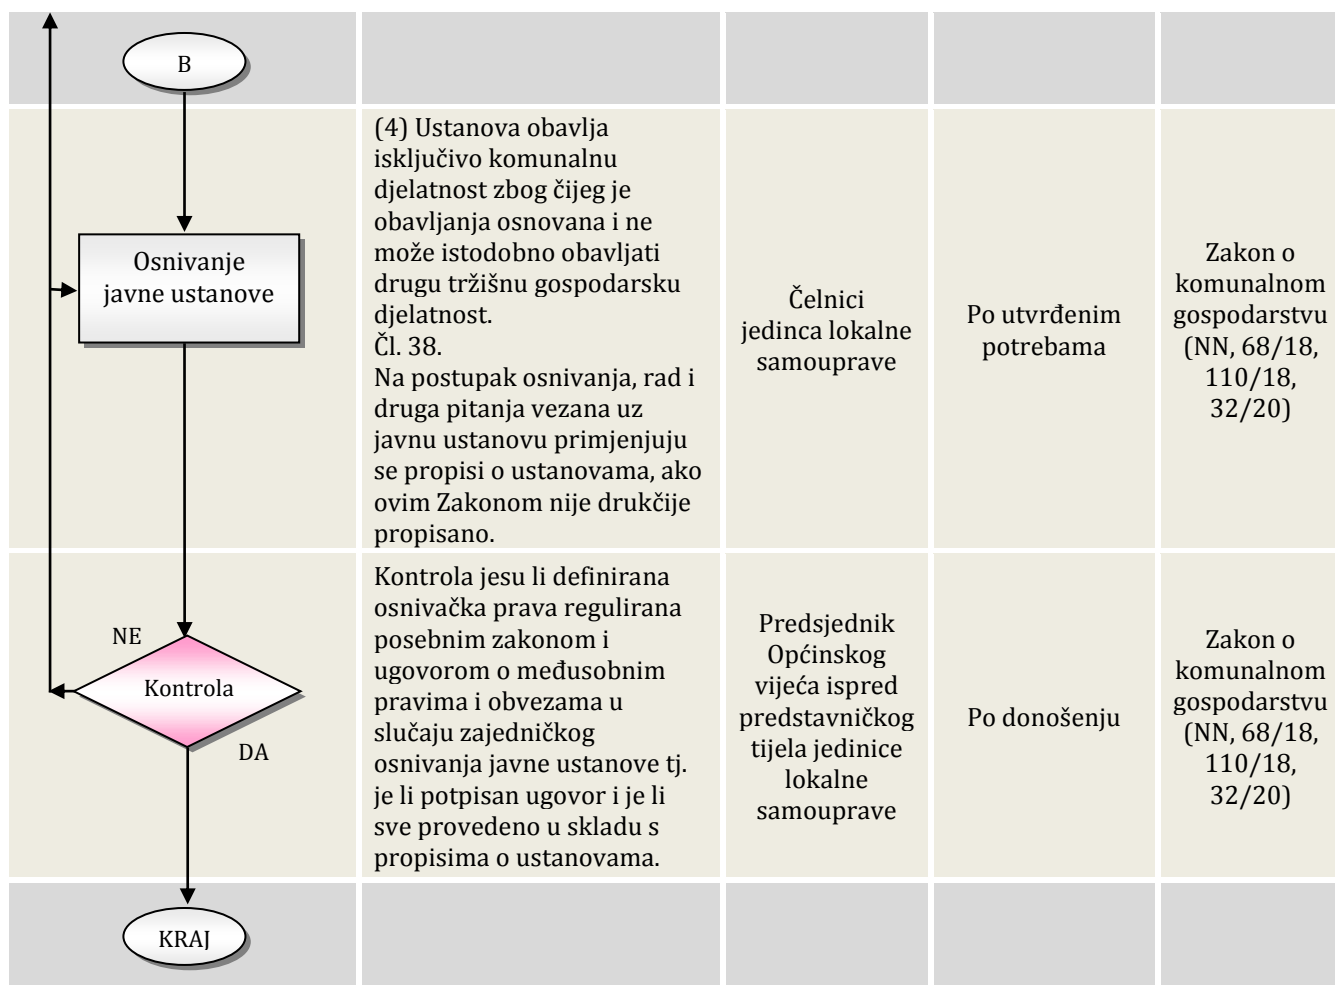 B
Osnivanje
javne ustanove
(4) Ustanova obavlja
isključivo komunalnu
djelatnost zbog čijeg je
obavljanja osnovana i ne
može istodobno obavljati
drugu tržišnu gospodarsku
djelatnost.
Čl. 38.
Na postupak osnivanja, rad i
druga pitanja vezana uz
javnu ustanovu primjenjuju
se propisi o ustanovama, ako
ovim Zakonom nije drukčije
propisano.
Čelnici
jedinca lokalne
samouprave
Po utvrđenim
potrebama
Zakon o
komunalnom
gospodarstvu
(NN, 68/18,
110/18,
32/20)
NE
Kontrola
DA
Kontrola jesu li definirana
osnivačka prava regulirana
posebnim zakonom i
ugovorom o međusobnim
pravima i obvezama u
slučaju zajedničkog
osnivanja javne ustanove tj.
je li potpisan ugovor i je li
sve provedeno u skladu s
propisima o ustanovama.
Predsjednik
Općinskog
vijeća ispred
predstavničkog
tijela jedinice
lokalne
samouprave
Po donošenju
Zakon o
komunalnom
gospodarstvu
(NN, 68/18,
110/18,
32/20)
KRAJ